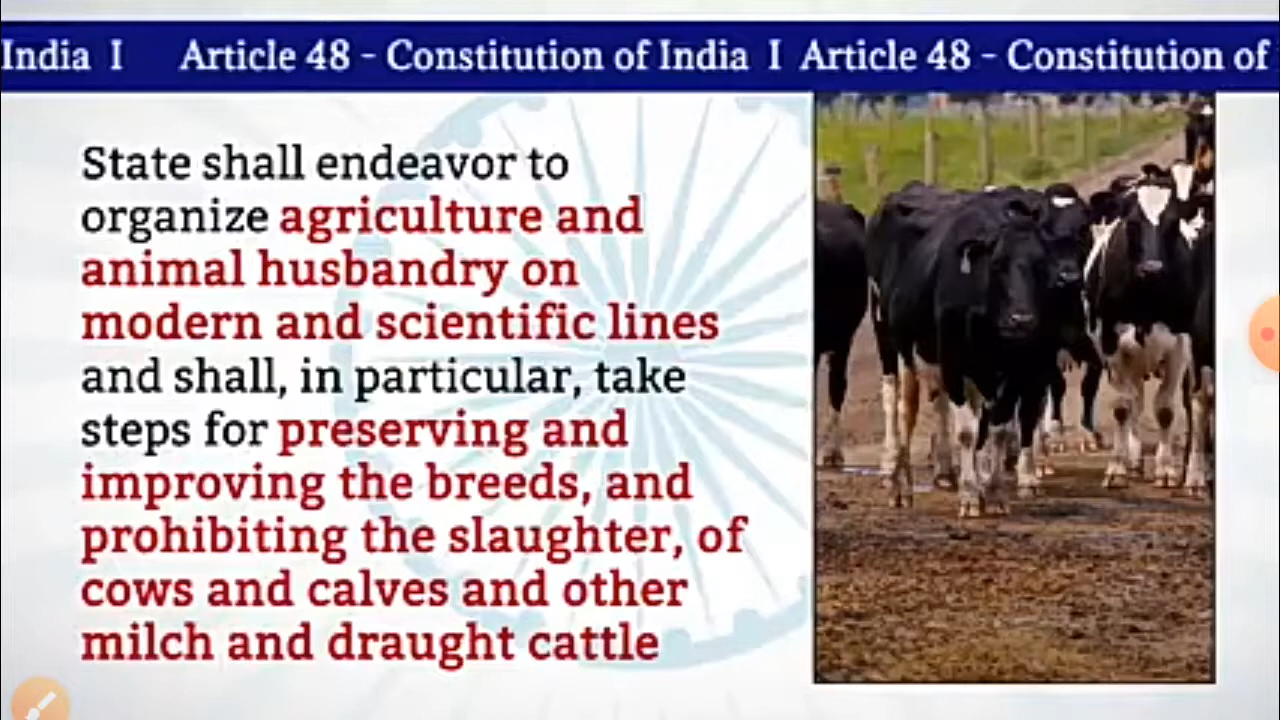 India I Article 48 - Constitution of India I Article 48 - Constitution of
State shall endeavor to
organize agriculture and
animal husbandry on
modern and scientific lines
and shall, in particular, take
steps for preserving and
improving the breeds, and
prohibiting the slaughter, of
cows and calves and other
milch and draught cattle